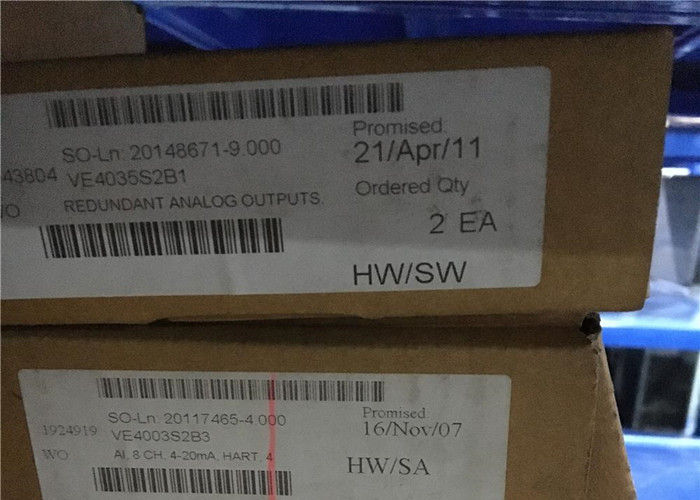 SO-Ln: 20148671-9.000
Promised:
21/Apr/11
43804 VE4035S2B1
Ordered Qty
REDUNDANT ANALOG OUTPUTS,
2 EA
HW/SW
SO-Ln: 20117465-4.000
Promised:
16/Nov/07
1924919 VE4003S2B3
WO AI, 8 CH, 4-20mA, HART, 4
HW/SA